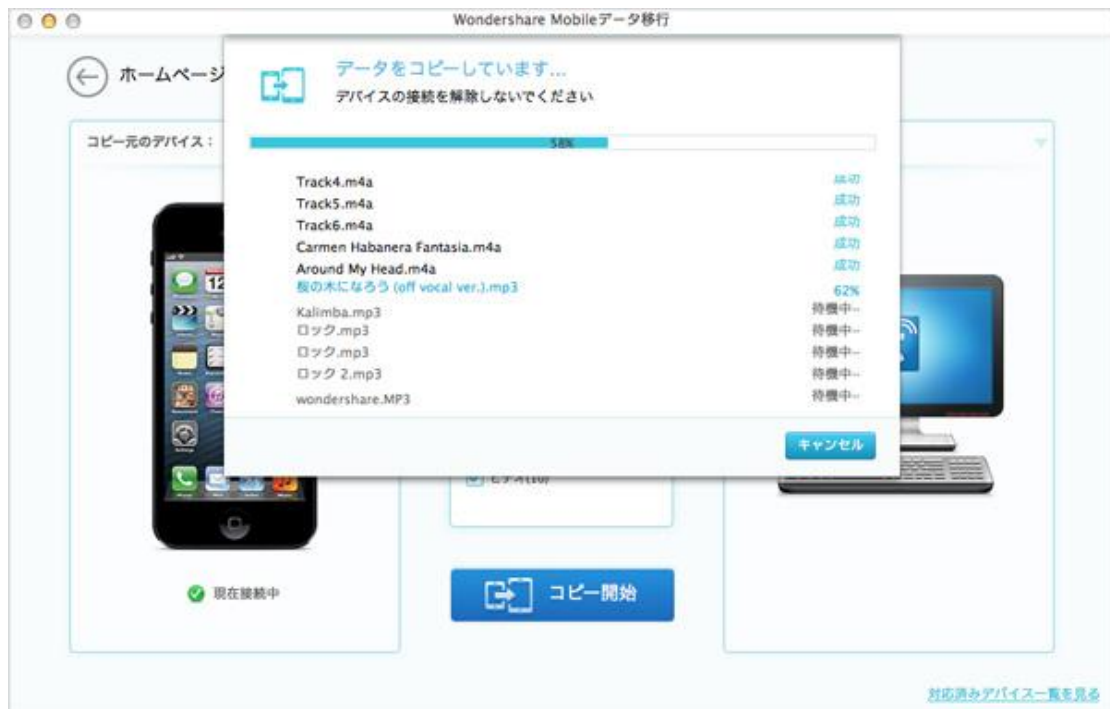 Wondershare Mobileデータ移行
ホームページ
データをコピーしています...
デバイスの接続を解除しないでください
コピー元のデバイス：
58%
Track4.m4a 成功
Track5.m4a 成功
Track6.m4a 成功
Carmen Habanera Fantasia.m4a 成功
Around My Head.m4a 成功
桜の木になろう (off vocal ver.).mp3 62%
Kalimba.mp3 待機中..
ロック.mp3 待機中..
ロック.mp3 待機中..
ロック 2.mp3 待機中..
wondershare.MP3 待機中..
キャンセル
ビデオ(10)
現在接続中
コピー開始
対応済みデバイス一覧を見る
12